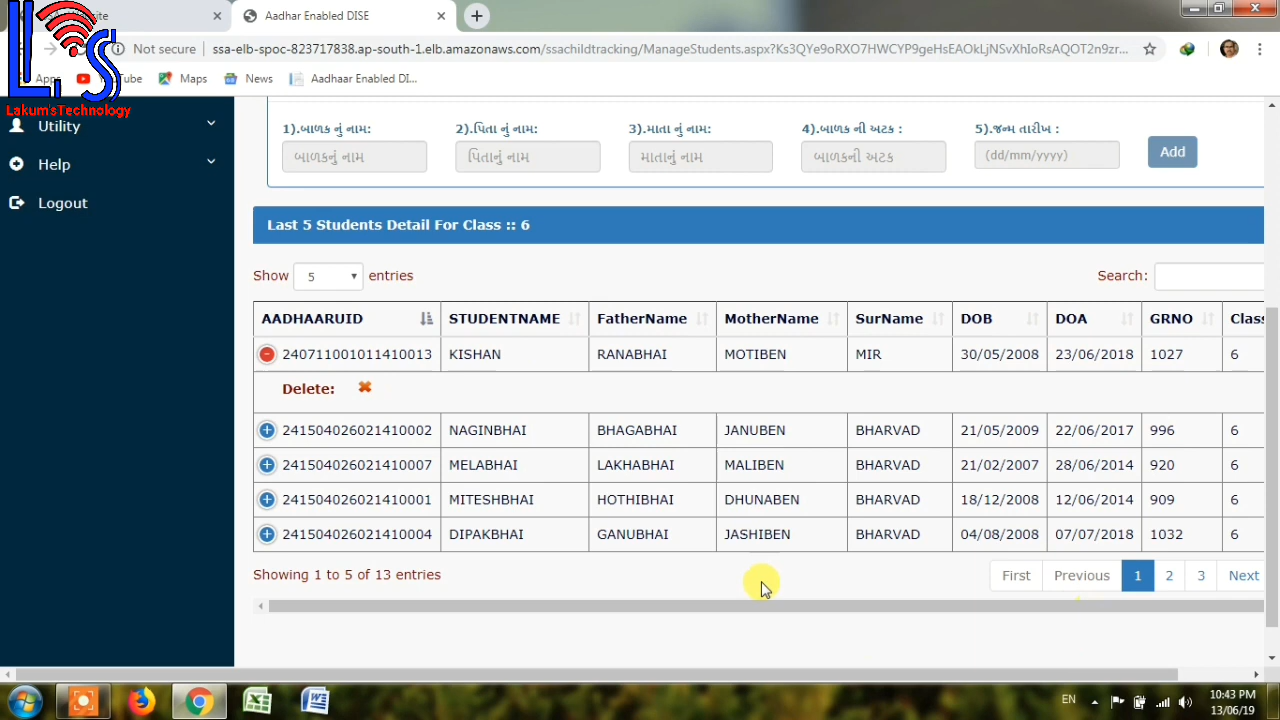 site
Aadhar Enabled DISE
Not secure
ssa-elb-spoc-823717838.ap-south-1.elb.amazonaws.com/ssachildtracking/ManageStudents.aspx?Ks3QYe9oRXO7HWCYP9geHsEAOkLjNSvXhIoRsAQOT2n9zr...
Apps YouTube Maps News Aadhaar Enabled DI...
L S
Lakum'sTechnology
Utility
Help
Logout
1).બાળક નું નામ: 2).પિતા નું નામ: 3).માતા નું નામ: 4).બાળક ની અટક : 5).જન્મ તારીખ :
બાળકનું નામ પિતાનું નામ માતાનું નામ બાળકની અટક (dd/mm/yyyy) Add
Last 5 Students Detail For Class :: 6
Show 5 entries Search:
AADHAARUID STUDENTNAME FatherName MotherName SurName DOB DOA GRNO Class
240711001011410013 KISHAN RANABHAI MOTIBEN MIR 30/05/2008 23/06/2018 1027 6
Delete:
241504026021410002 NAGINBHAI BHAGABHAI JANUBEN BHARVAD 21/05/2009 22/06/2017 996 6
241504026021410007 MELABHAI LAKHABHAI MALIBEN BHARVAD 21/02/2007 28/06/2014 920 6
241504026021410001 MITESHBHAI HOTHIBHAI DHUNABEN BHARVAD 18/12/2008 12/06/2014 909 6
241504026021410004 DIPAKBHAI GANUBHAI JASHIBEN BHARVAD 04/08/2008 07/07/2018 1032 6
Showing 1 to 5 of 13 entries First Previous 1 2 3 Next
EN
10:43 PM
13/06/19